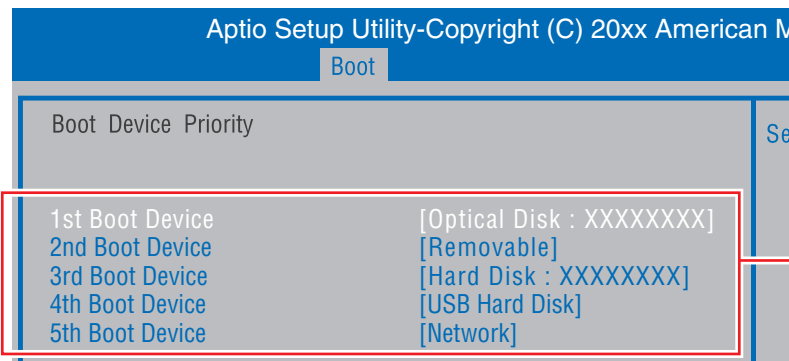 Aptio Setup Utility-Copyright (C) 20xx American M
Boot
Boot Device Priority
Se
1st Boot Device [Optical Disk : XXXXXXXX]
2nd Boot Device [Removable]
3rd Boot Device [Hard Disk : XXXXXXXX]
4th Boot Device [USB Hard Disk]
5th Boot Device [Network]